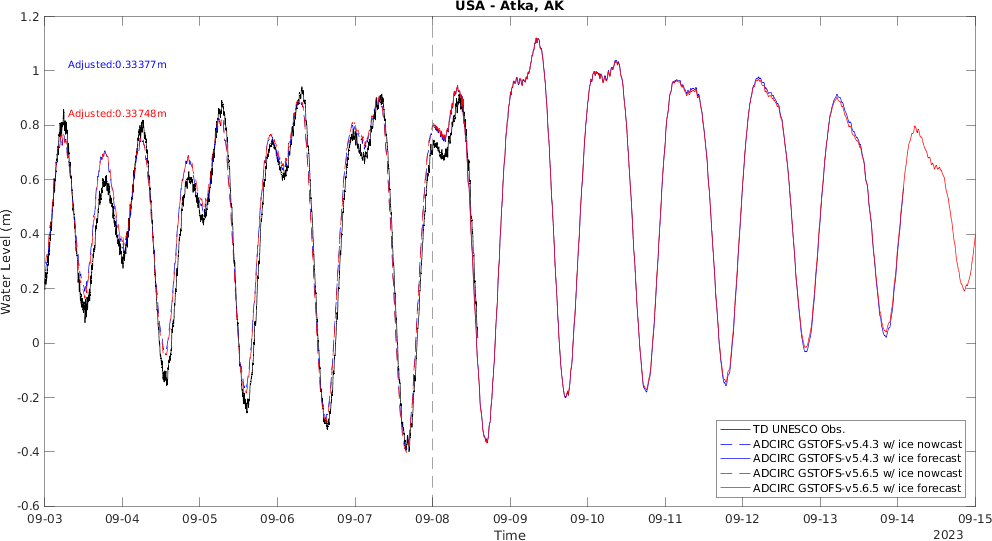 USA - Atka, AK
1.2
1
0.8
0.6
0.4
0.2
0
-0.2
-0.4
-0.6
Water Level (m)
Adjusted:0.33377m
Adjusted:0.33748m
TD UNESCO Obs.
ADCIRC GSTOFS-v5.4.3 w/ ice nowcast
ADCIRC GSTOFS-v5.4.3 w/ ice forecast
ADCIRC GSTOFS-v5.6.5 w/ ice nowcast
ADCIRC GSTOFS-v5.6.5 w/ ice forecast
09-03 09-04 09-05 09-06 09-07 09-08 09-09 09-10 09-11 09-12 09-13 09-14 09-15
Time
2023